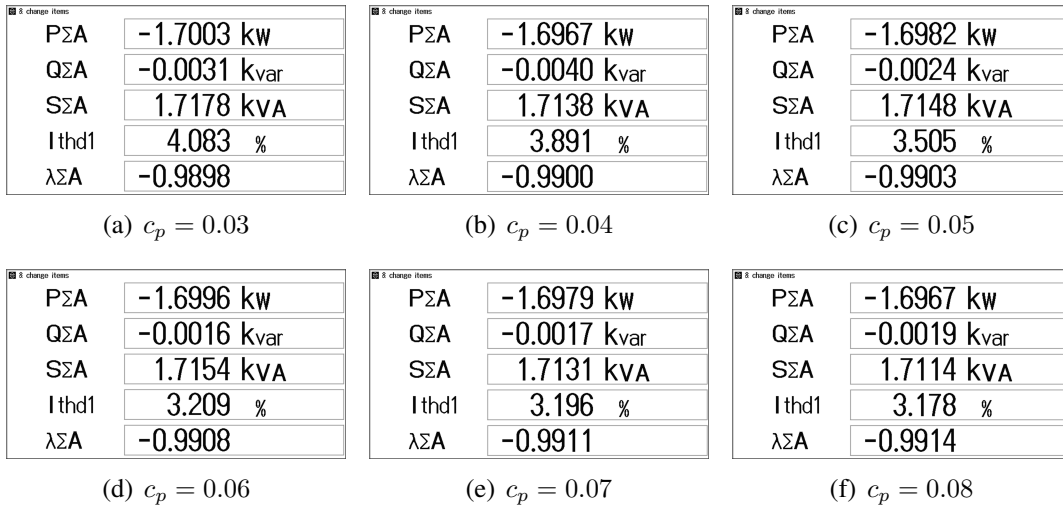 8 change items 8 change items 8 change items
PΣA -1.7003 kW PΣA -1.6967 kW PΣA -1.6982 kW
QΣA -0.0031 kvar QΣA -0.0040 kvar QΣA -0.0024 kvar
SΣA 1.7178 kVA SΣA 1.7138 kVA SΣA 1.7148 kVA
Ithd1 4.083 % Ithd1 3.891 % Ithd1 3.505 %
λΣA -0.9898 λΣA -0.9900 λΣA -0.9903
(a) c_p = 0.03 (b) c_p = 0.04 (c) c_p = 0.05
8 change items 8 change items 8 change items
PΣA -1.6996 kW PΣA -1.6979 kW PΣA -1.6967 kW
QΣA -0.0016 kvar QΣA -0.0017 kvar QΣA -0.0019 kvar
SΣA 1.7154 kVA SΣA 1.7131 kVA SΣA 1.7114 kVA
Ithd1 3.209 % Ithd1 3.196 % Ithd1 3.178 %
λΣA -0.9908 λΣA -0.9911 λΣA -0.9914
(d) c_p = 0.06 (e) c_p = 0.07 (f) c_p = 0.08